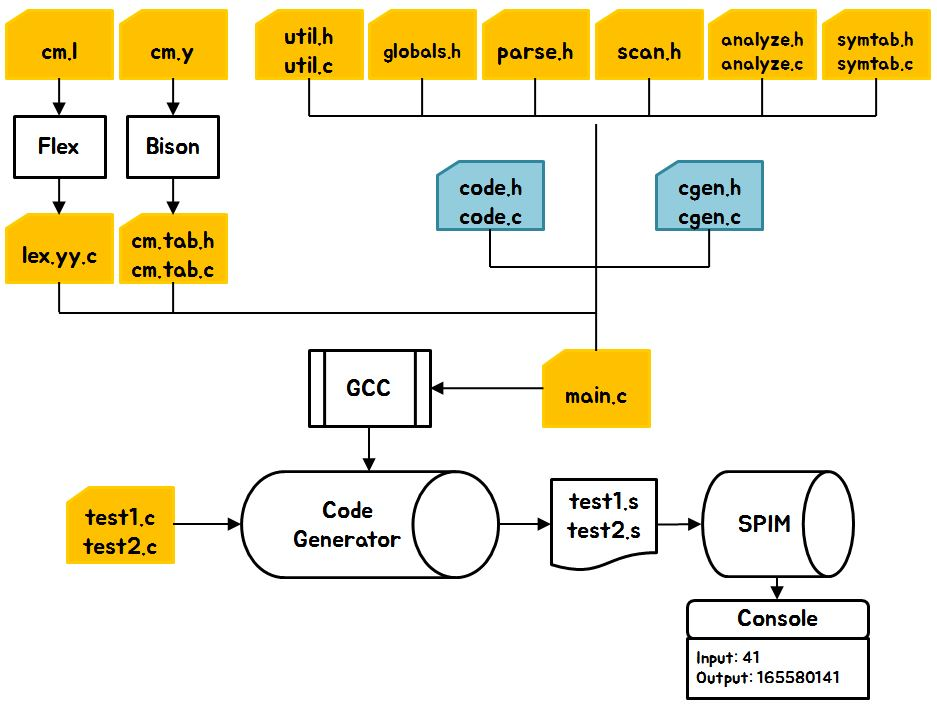 cm.l
cm.y
util.h
util.c
globals.h
parse.h
scan.h
analyze.h
analyze.c
symtab.h
symtab.c
Flex
Bison
code.h
code.c
cgen.h
cgen.c
lex.yy.c
cm.tab.h
cm.tab.c
GCC
main.c
test1.c
test2.c
Code
Generator
test1.s
test2.s
SPIM
Console
Input: 41
Output: 165580141